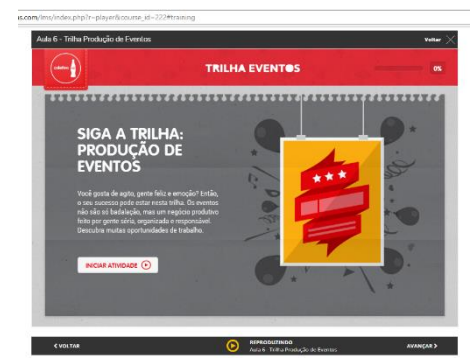 us.com/lms/index.php?r=player&course_id=222#training
Aula 6 - Trilha Produção de Eventos
Voltar
TRILHA EVENTOS
0%
SIGA A TRILHA:
PRODUÇÃO DE
EVENTOS
Você gosta de agito, gente feliz e emoção? Então,
o seu sucesso pode estar nesta trilha. Os eventos
não são só badalação, mas um negócio produtivo
feito por gente séria, organizada e responsável.
Descubra muitas oportunidades de trabalho.
INICIAR ATIVIDADE
VOLTAR
REPRODUZINDO
Aula 6 - Trilha Produção de Eventos
AVANÇAR